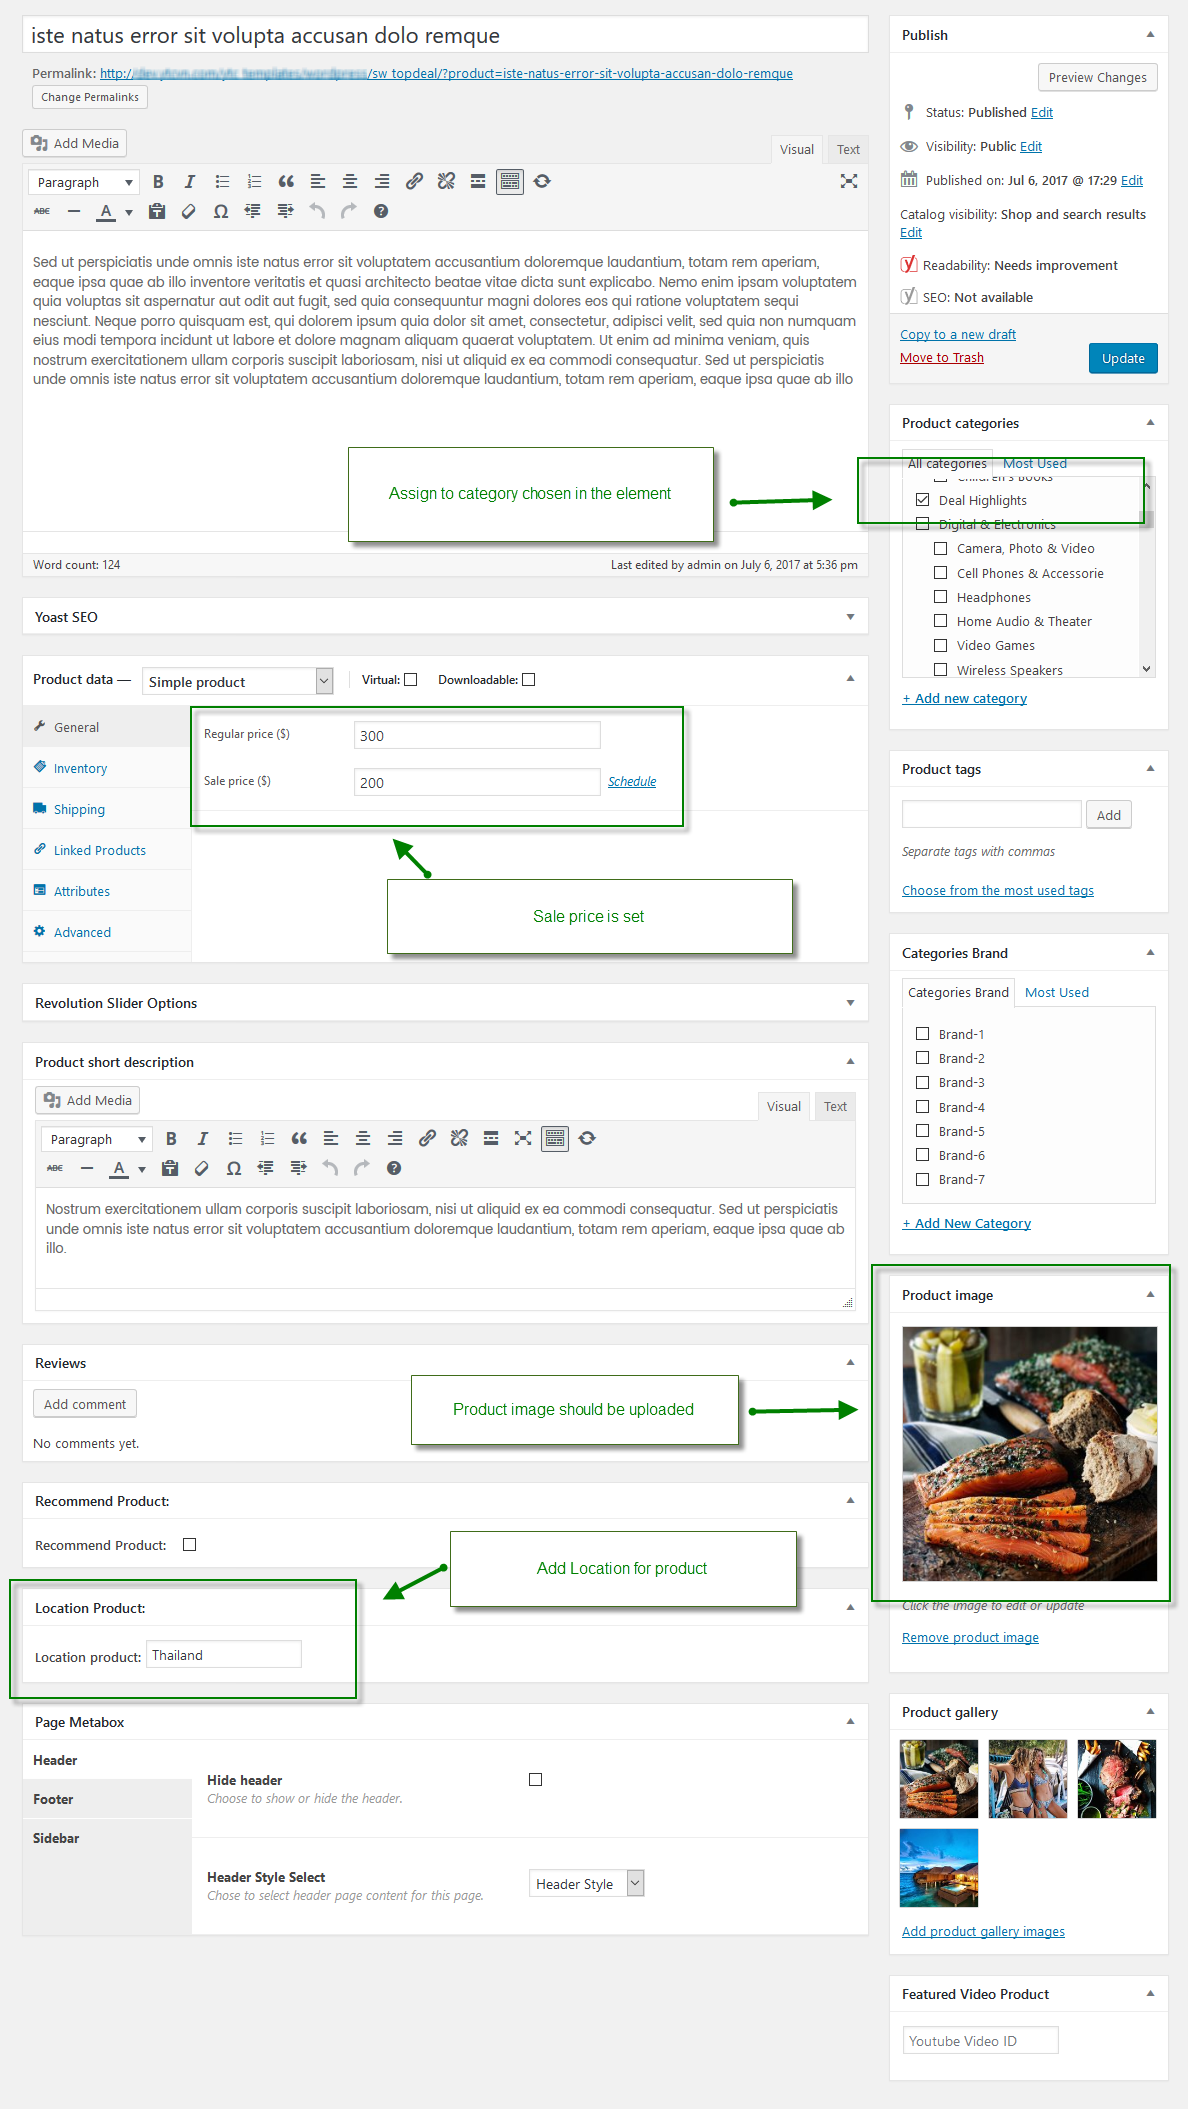 iste natus error sit volupta accusan dolo remque
Permalink: http:// /sw_topdeal/?product=iste-natus-error-sit-volupta-accusan-dolo-remque
Change Permalinks
Add Media
Visual
Text
Paragraph
B I
ABC A
Sed ut perspiciatis unde omnis iste natus error sit voluptatem accusantium doloremque laudantium, totam rem aperiam,
eaque ipsa quae ab illo inventore veritatis et quasi architecto beatae vitae dicta sunt explicabo. Nemo enim ipsam voluptatem
quia voluptas sit aspernatur aut odit aut fugit, sed quia consequuntur magni dolores eos qui ratione voluptatem sequi
nesciunt. Neque porro quisquam est, qui dolorem ipsum quia dolor sit amet, consectetur, adipisci velit, sed quia non numquam
eius modi tempora incidunt ut labore et dolore magnam aliquam quaerat voluptatem. Ut enim ad minima veniam, quis
nostrum exercitationem ullam corporis suscipit laboriosam, nisi ut aliquid ex ea commodi consequatur. Sed ut perspiciatis
unde omnis iste natus error sit voluptatem accusantium doloremque laudantium, totam rem aperiam, eaque ipsa quae ab illo
Assign to category chosen in the element
Word count: 124
Last edited by admin on July 6, 2017 at 5:36 pm
Yoast SEO
Product data —
Simple product
Virtual:
Downloadable:
General
Inventory
Shipping
Linked Products
Attributes
Advanced
Regular price ($)
300
Sale price ($)
200
Schedule
Sale price is set
Revolution Slider Options
Product short description
Add Media
Visual
Text
Paragraph
B I
ABC A
Nostrum exercitationem ullam corporis suscipit laboriosam, nisi ut aliquid ex ea commodi consequatur. Sed ut perspiciatis
unde omnis iste natus error sit voluptatem accusantium doloremque laudantium, totam rem aperiam, eaque ipsa quae ab
illo.
Reviews
Add comment
No comments yet.
Product image should be uploaded
Recommend Product:
Recommend Product:
Add Location for product
Location Product:
Location product:
Thailand
Page Metabox
Header
Footer
Sidebar
Hide header
Choose to show or hide the header.
Header Style Select
Chose to select header page content for this page.
Header Style
Publish
Preview Changes
Status: Published Edit
Visibility: Public Edit
Published on: Jul 6, 2017 @ 17:29 Edit
Catalog visibility: Shop and search results
Edit
Readability: Needs improvement
SEO: Not available
Copy to a new draft
Move to Trash
Update
Product categories
All categories
Most Used
Children's Books
Deal Highlights
Digital & Electronics
Camera, Photo & Video
Cell Phones & Accessorie
Headphones
Home Audio & Theater
Video Games
Wireless Speakers
+ Add new category
Product tags
Add
Separate tags with commas
Choose from the most used tags
Categories Brand
Categories Brand
Most Used
Brand-1
Brand-2
Brand-3
Brand-4
Brand-5
Brand-6
Brand-7
+ Add New Category
Product image
Click the image to edit or update
Remove product image
Product gallery
Add product gallery images
Featured Video Product
Youtube Video ID